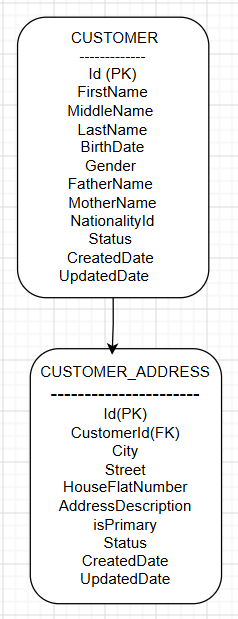 CUSTOMER
-------------
Id (PK)
FirstName
MiddleName
LastName
BirthDate
Gender
FatherName
MotherName
NationalityId
Status
CreatedDate
UpdatedDate
CUSTOMER_ADDRESS
----------------------
Id(PK)
CustomerId(FK)
City
Street
HouseFlatNumber
AddressDescription
isPrimary
Status
CreatedDate
UpdatedDate